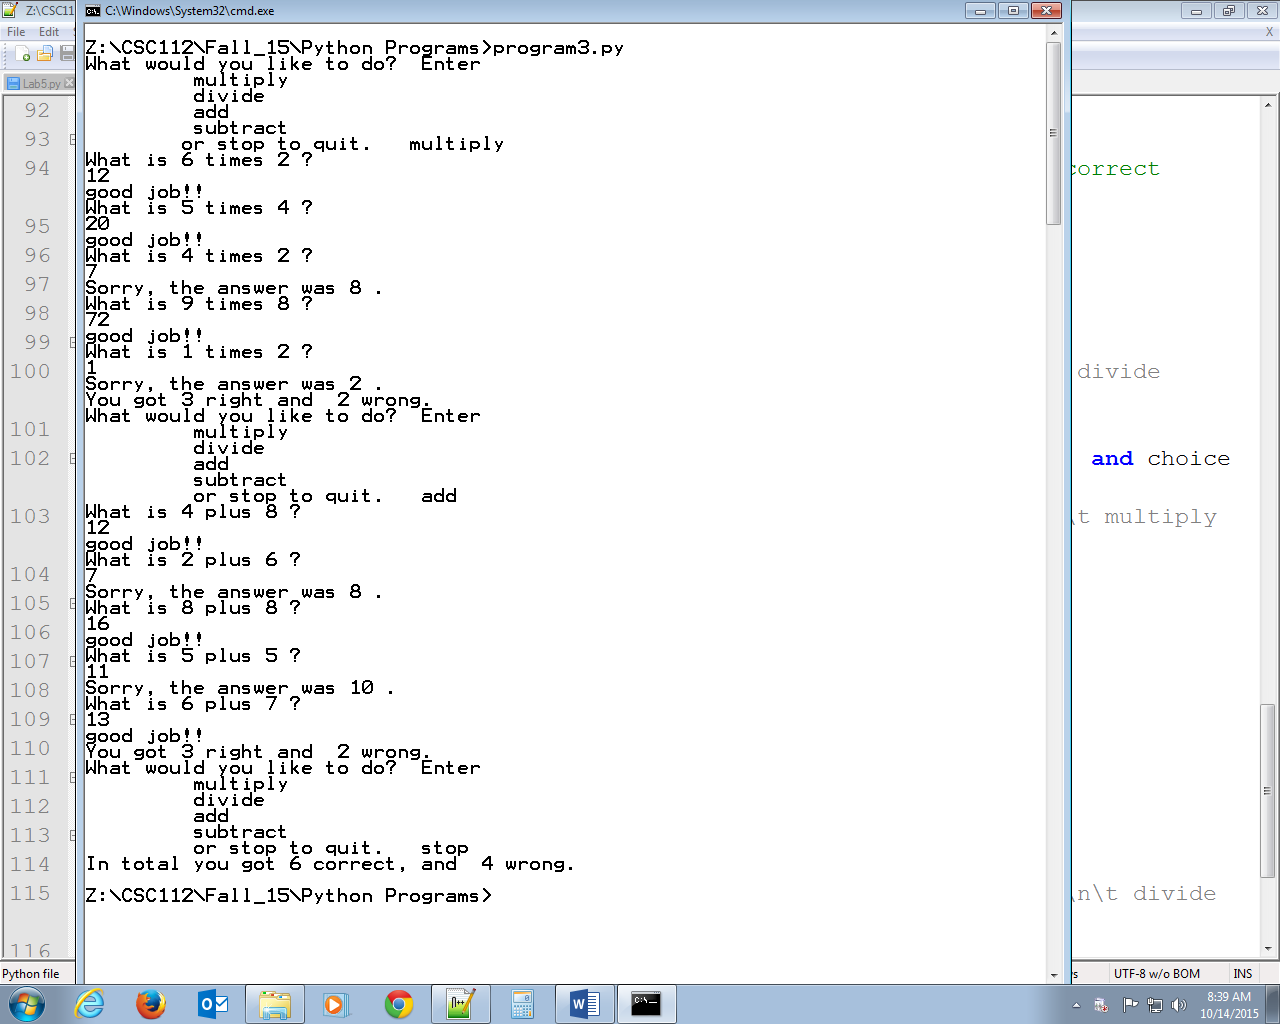 Z:\CSC11
C:\Windows\System32\cmd.exe
File Edit
X
Lab5.py
Z:\CSC112\Fall_15\Python Programs>program3.py
What would you like to do?  Enter
multiply
divide
add
subtract
or stop to quit.   multiply
What is 6 times 2 ?
12
good job!!
What is 5 times 4 ?
20
good job!!
What is 4 times 2 ?
7
Sorry, the answer was 8 .
What is 9 times 8 ?
72
good job!!
What is 1 times 2 ?
1
Sorry, the answer was 2 .
You got 3 right and  2 wrong.
What would you like to do?  Enter
multiply
divide
add
subtract
or stop to quit.   add
What is 4 plus 8 ?
12
good job!!
What is 2 plus 6 ?
7
Sorry, the answer was 8 .
What is 8 plus 8 ?
16
good job!!
What is 5 plus 5 ?
11
Sorry, the answer was 10 .
What is 6 plus 7 ?
13
good job!!
You got 3 right and  2 wrong.
What would you like to do?  Enter
multiply
divide
add
subtract
or stop to quit.   stop
In total you got 6 correct, and  4 wrong.
Z:\CSC112\Fall_15\Python Programs>
92
93
94
95
96
97
98
99
100
101
102
103
104
105
106
107
108
109
110
111
112
113
114
115
116
correct
divide
and choice
\t multiply
\n\t divide
Python file
UTF-8 w/o BOM
INS
8:39 AM
10/14/2015